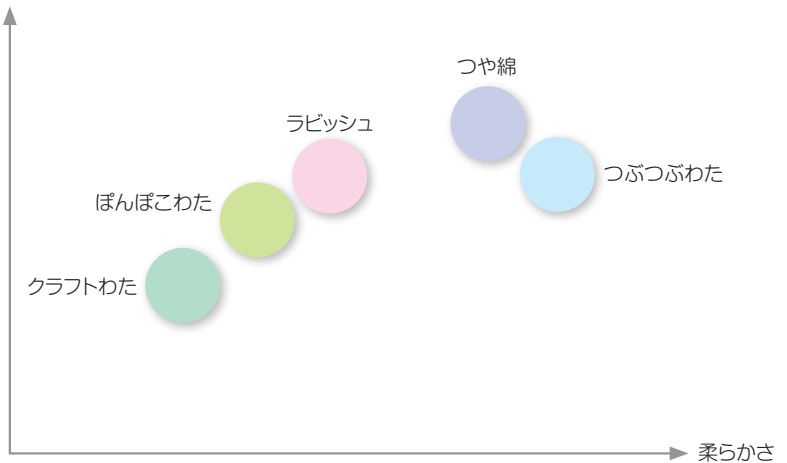 つや綿
ラビッシュ
つぶつぶわた
ぽんぽこわた
クラフトわた
柔らかさ